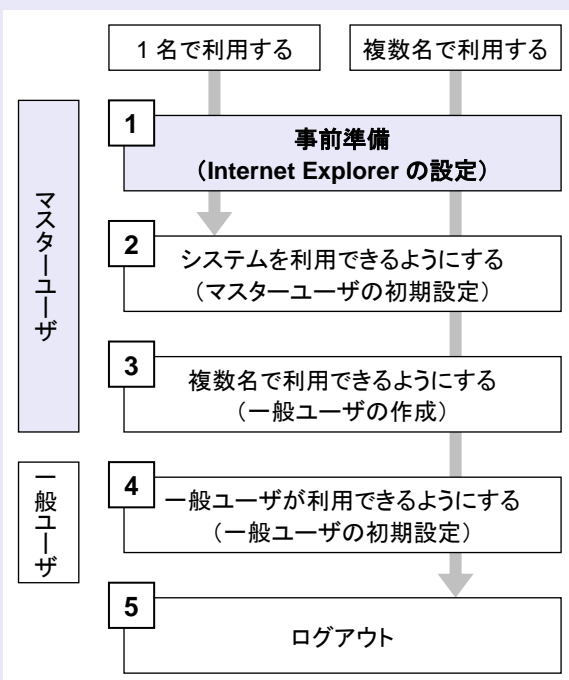 1 名で利用する
複数名で利用する
マスターユーザ
1
事前準備
（Internet Explorer の設定）
2
システムを利用できるようにする
（マスターユーザの初期設定）
3
複数名で利用できるようにする
（一般ユーザの作成）
一般ユーザ
4
一般ユーザが利用できるようにする
（一般ユーザの初期設定）
5
ログアウト